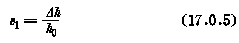 ε₁ = Δh/h₀ (17.0.5)